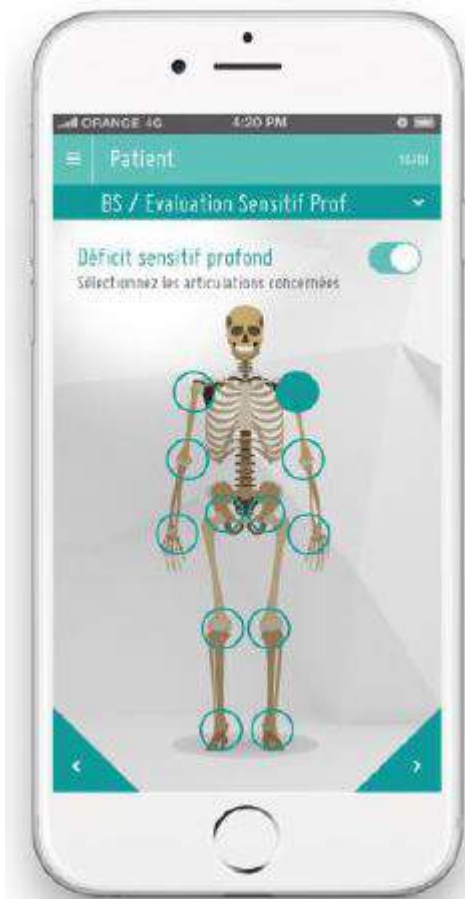 ORANGE 4G 4:20 PM
Patient
BS / Evaluation Sensitif Prof.
Déficit sensitif profond
Sélectionnez les articulations concernées